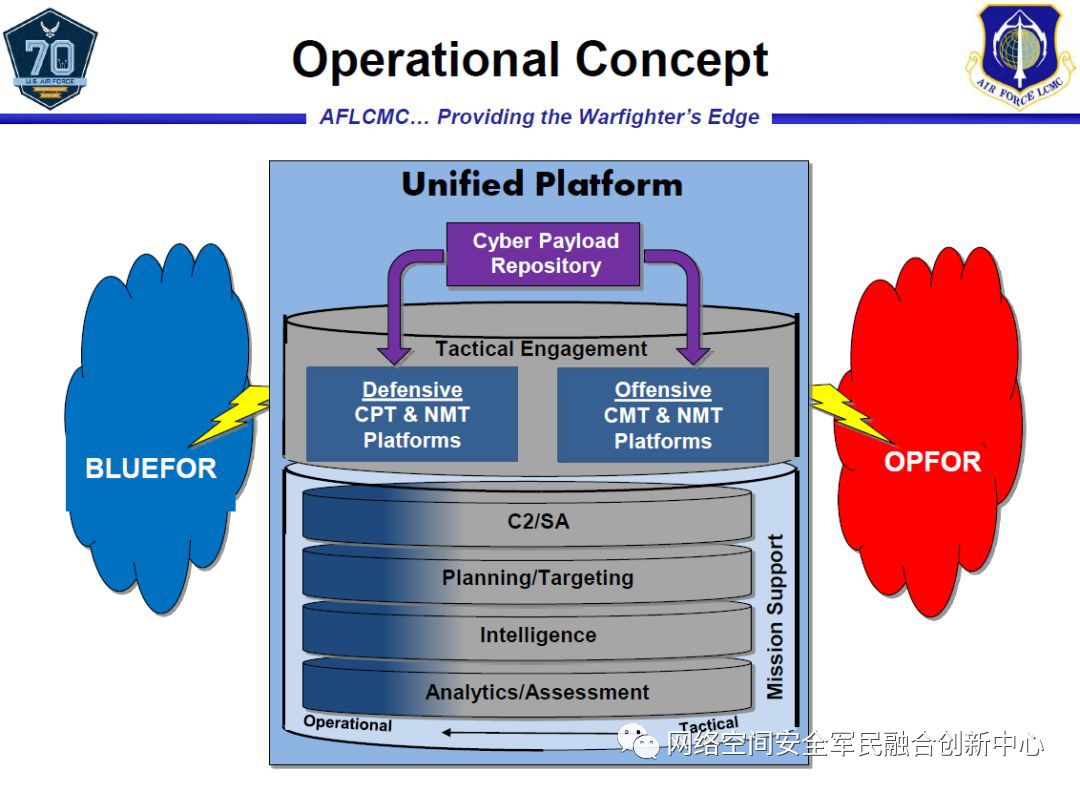 70
U.S. AIR FORCE
Operational Concept
AIR FORCE LCMC
AFLCMC… Providing the Warfighter's Edge
Unified Platform
Cyber Payload
Repository
Tactical Engagement
Defensive
CPT & NMT
Platforms
Offensive
CMT & NMT
Platforms
BLUEFOR
OPFOR
C2/SA
Planning/Targeting
Intelligence
Analytics/Assessment
Mission Support
Operational
Tactical
网络空间安全军民融合创新中心